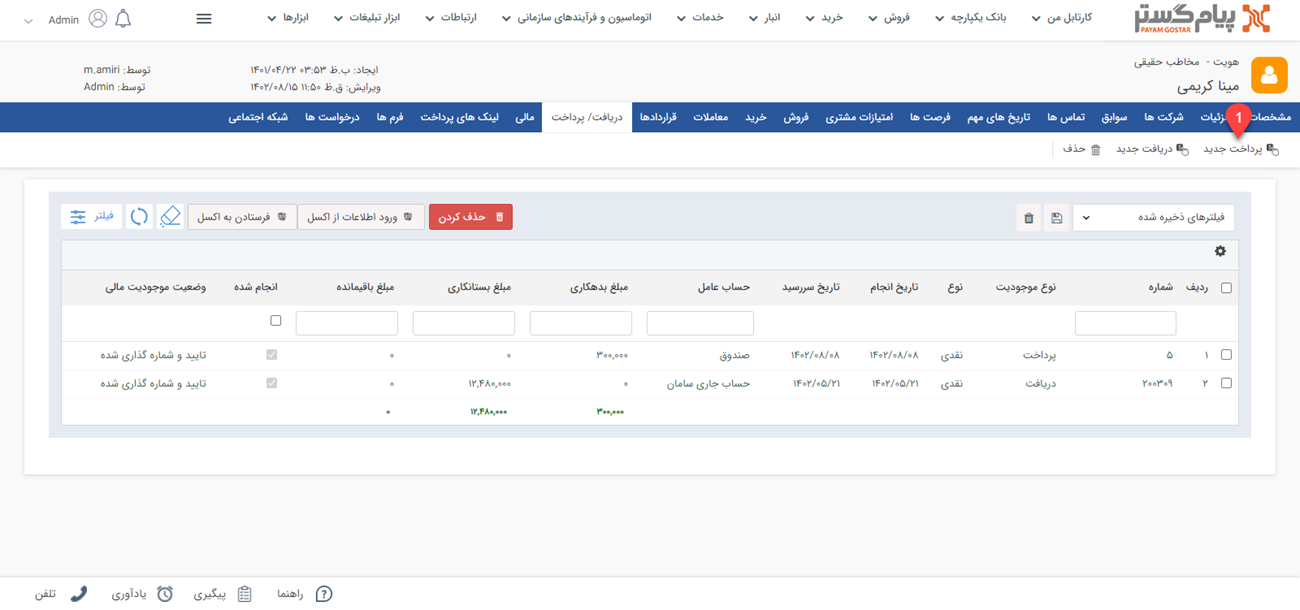 پیام گستر
PAYAM GOSTAR
کارتابل من
بانک یکپارچه
فروش
خرید
انبار
خدمات
ارتباطات
اتوماسیون و فرآیندهای سازمانی
ابزار تبلیغات
ابزارها
Admin
هویت - مخاطب حقیقی
مینا کریمی
ایجاد: ب.ظ ۰۳:۵۳ ۱۴۰۱/۰۴/۲۲
توسط: m.amiri
ویرایش: ق.ظ ۱۱:۵۰ ۱۴۰۲/۰۸/۱۵
توسط: Admin
مشخصات
1
شرکت ها
سوابق
تماس ها
تاریخ های مهم
فرصت ها
امتیازات مشتری
فروش
خرید
معاملات
قراردادها
دریافت/ پرداخت
مالی
لینک های پرداخت
فرم ها
درخواست ها
شبکه اجتماعی
پرداخت جدید
دریافت جدید
حذف
فیلترهای ذخیره شده
حذف کردن
ورود اطلاعات از اکسل
فرستادن به اکسل
فیلتر
ردیف شماره نوع موجودیت نوع تاریخ انجام تاریخ سررسید حساب عامل مبلغ بدهکاری مبلغ بستانکاری مبلغ باقیمانده انجام شده وضعیت موجودیت مالی
۱ ۵ پرداخت نقدی ۱۴۰۲/۰۸/۰۸ ۱۴۰۲/۰۸/۰۸ صندوق ۳۰۰,۰۰۰ ۰ ۰ تایید و شماره گذاری شده
۲ ۲۰۰۳۰۹ دریافت نقدی ۱۴۰۲/۰۵/۲۱ ۱۴۰۲/۰۵/۲۱ حساب جاری سامان ۰ ۱۲,۴۸۰,۰۰۰ ۰ تایید و شماره گذاری شده
۳۰۰,۰۰۰ ۱۲,۴۸۰,۰۰۰ ۰
راهنما
پیگیری
یادآوری
تلفن